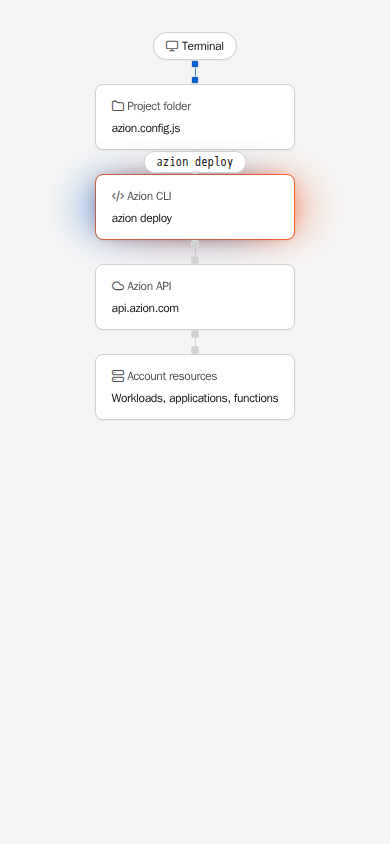 Terminal
Project folder
azion.config.js
azion deploy
Azion CLI
azion deploy
Azion API
api.azion.com
Account resources
Workloads, applications, functions